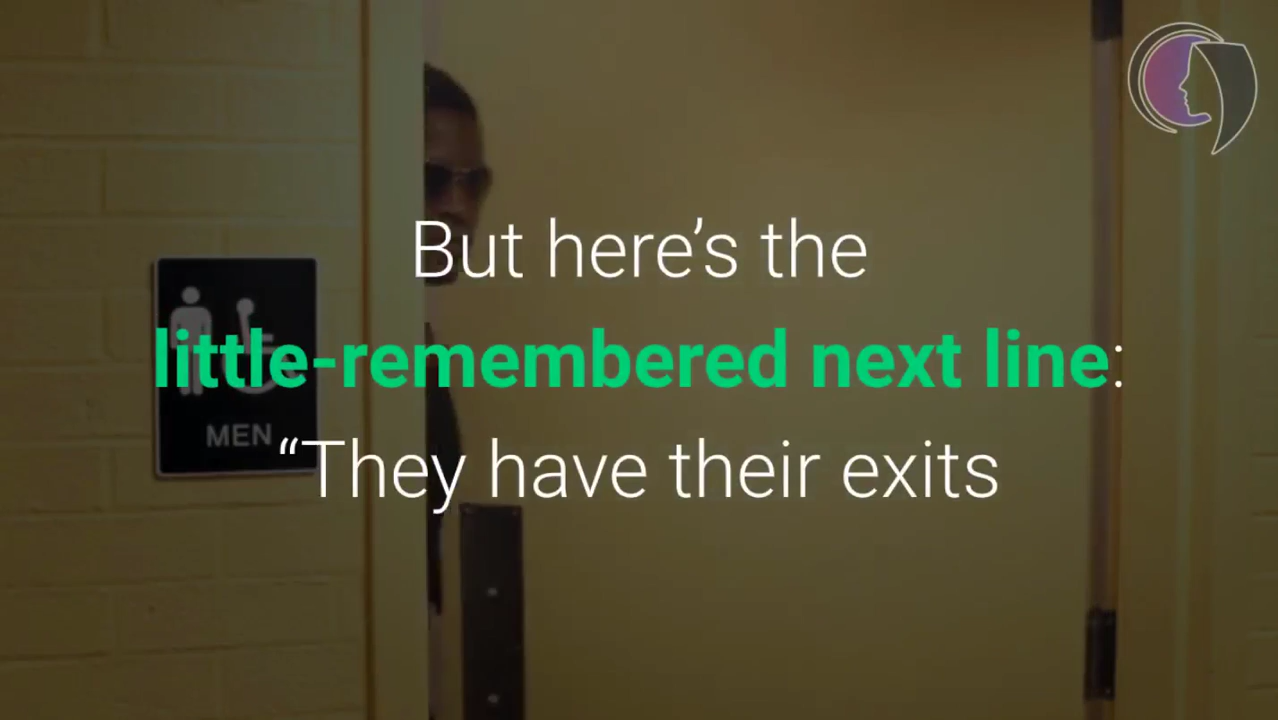 But here’s the
little-remembered next line:
“They have their exits
MEN